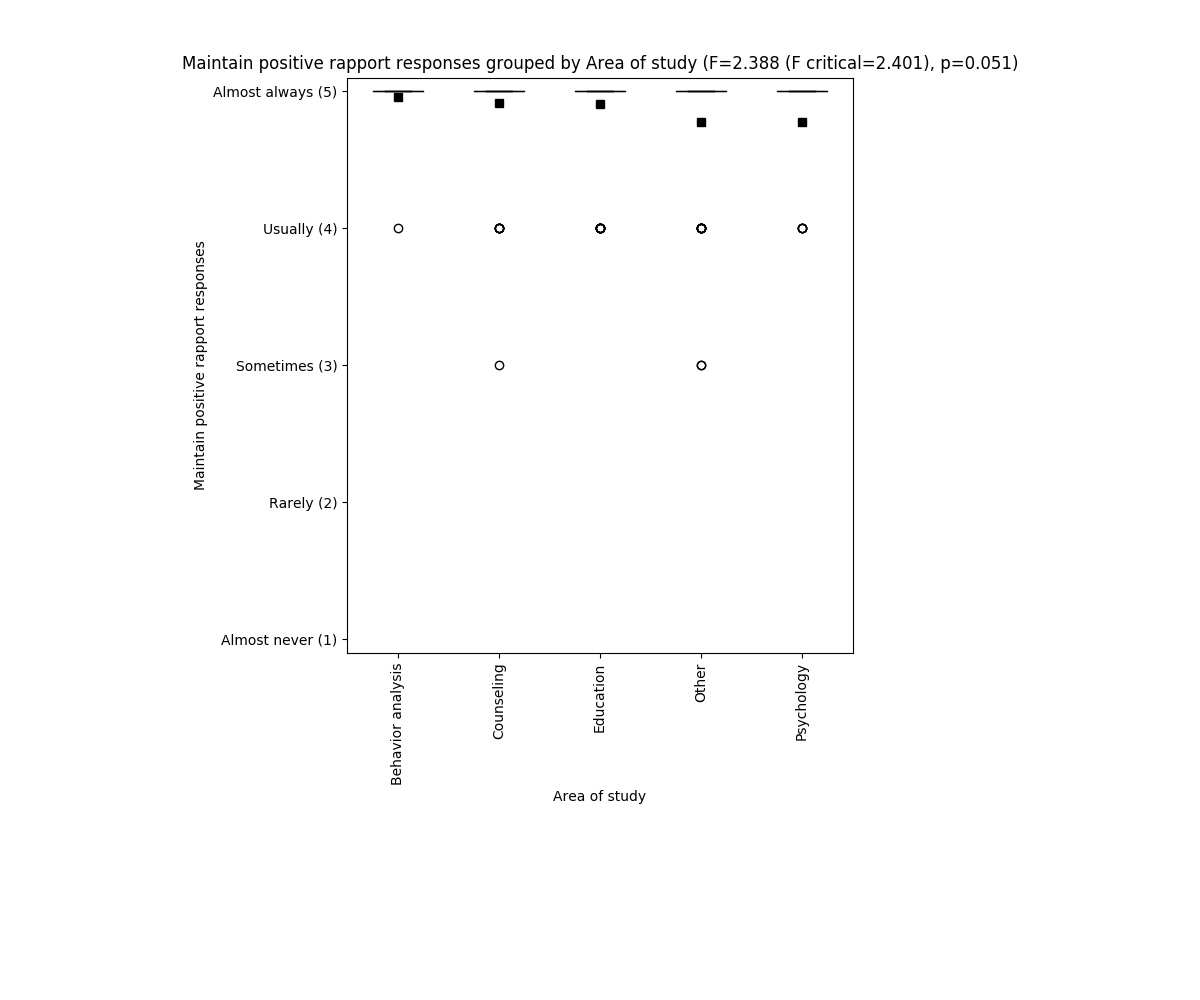 Maintain positive rapport responses grouped by Area of study (F=2.388 (F critical=2.401), p=0.051)
Almost always (5)
Usually (4)
Sometimes (3)
Rarely (2)
Almost never (1)
Maintain positive rapport responses
Behavior analysis
Counseling
Education
Other
Psychology
Area of study